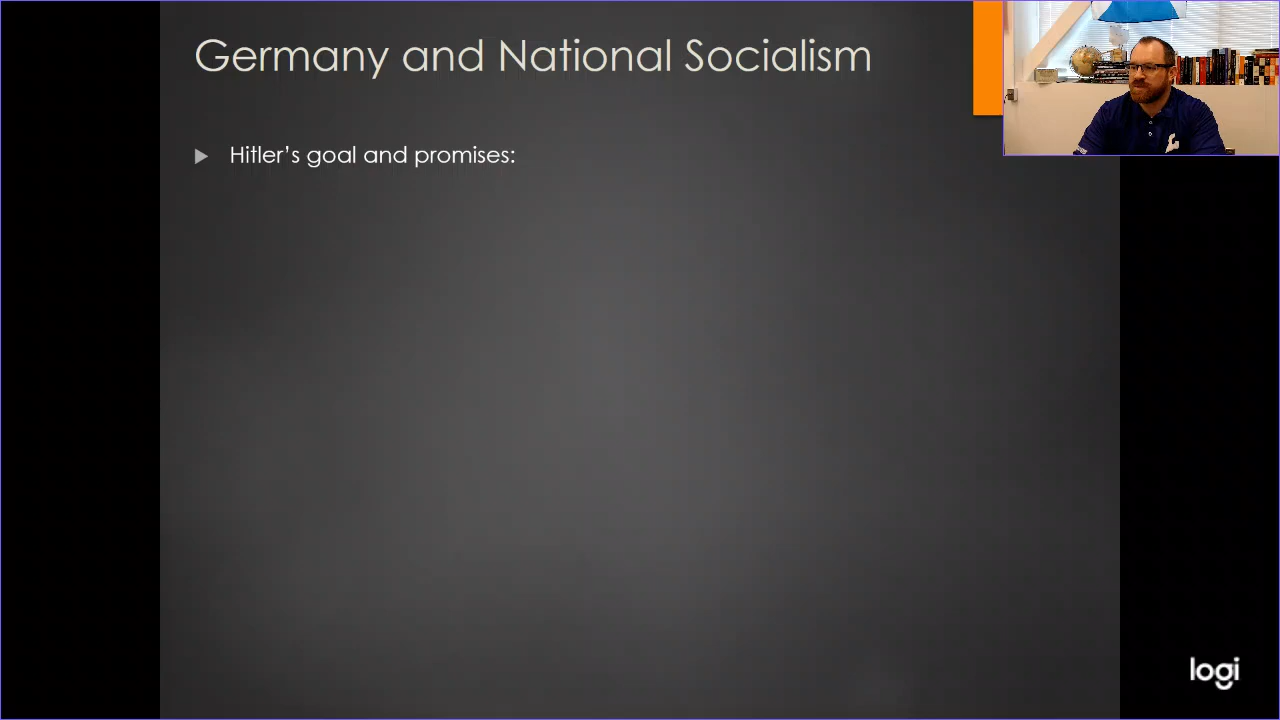 Germany and National Socialism
Hitler’s goal and promises:
logi